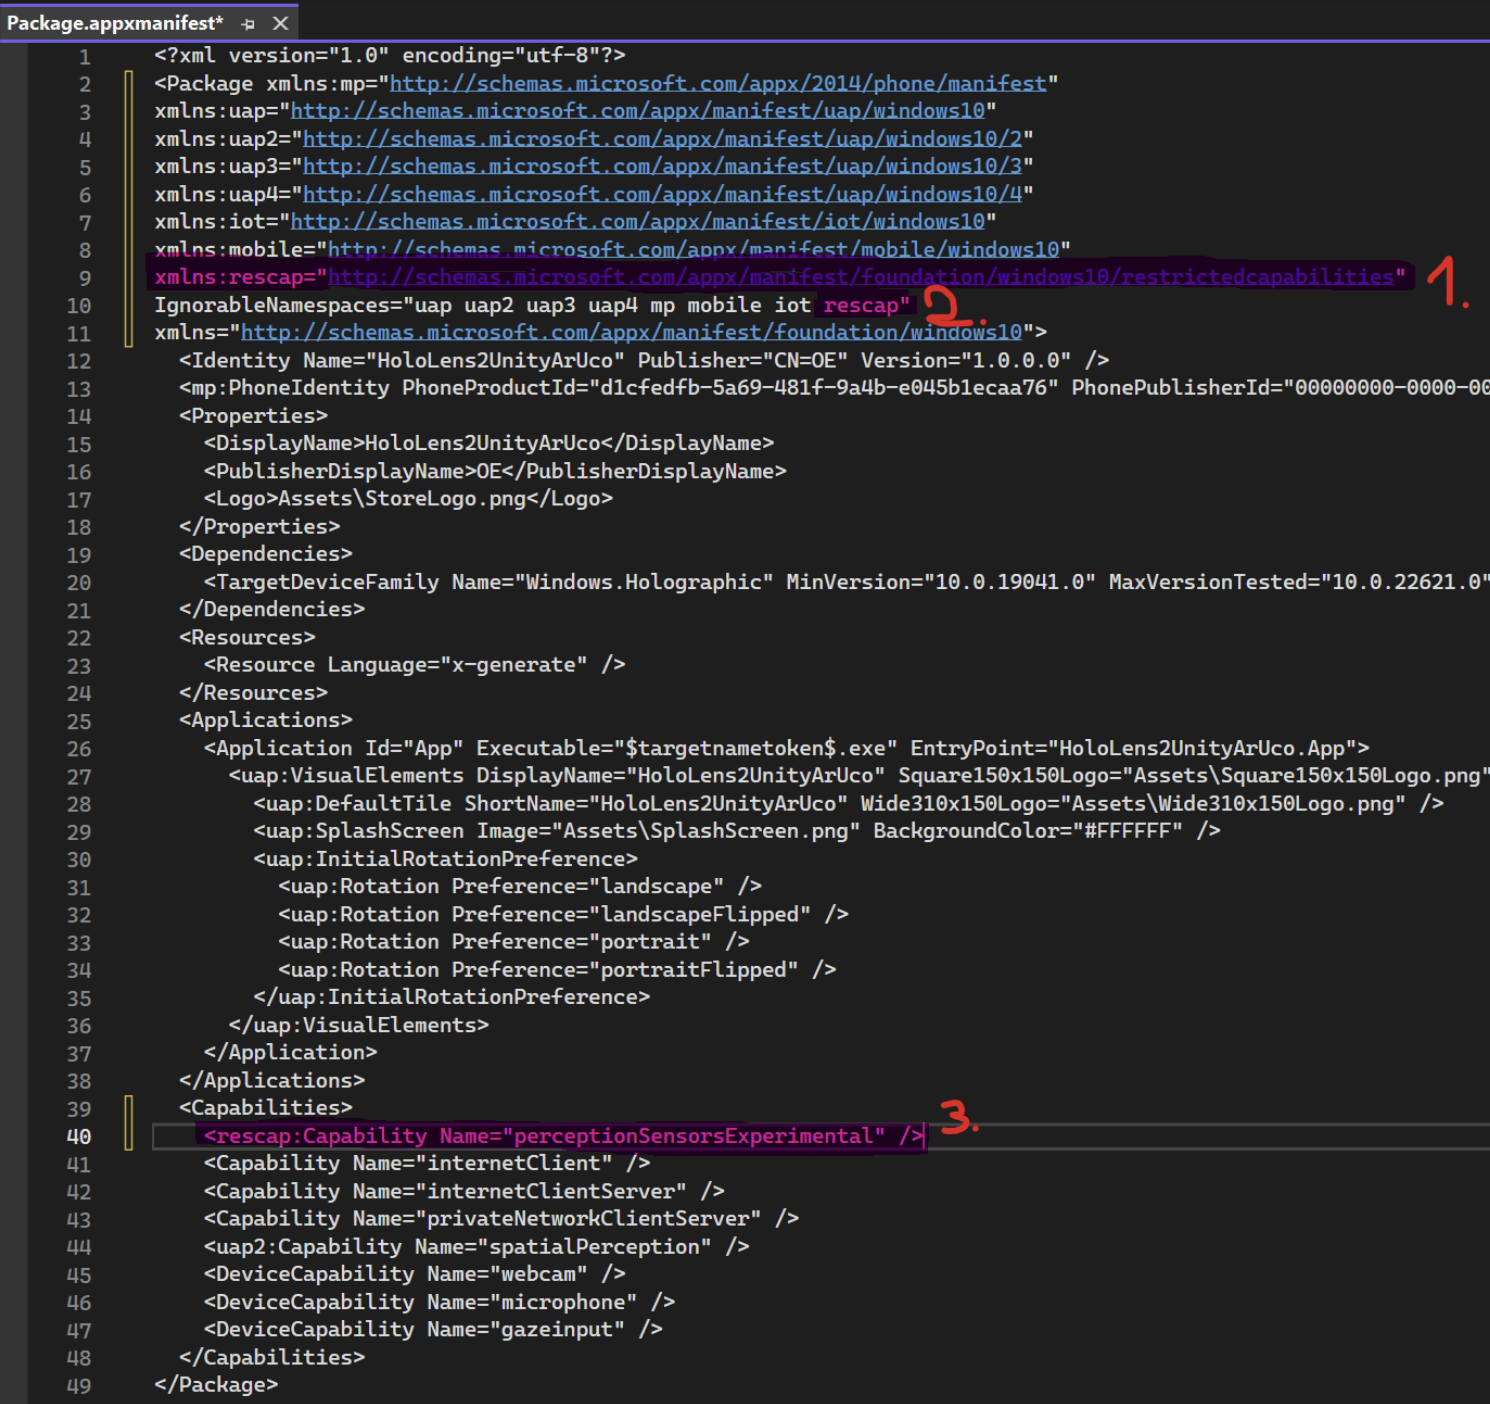 Package.appxmanifest*
1 <?xml version="1.0" encoding="utf-8"?>
2 <Package xmlns:mp="http://schemas.microsoft.com/appx/2014/phone/manifest"
3 xmlns:uap="http://schemas.microsoft.com/appx/manifest/uap/windows10"
4 xmlns:uap2="http://schemas.microsoft.com/appx/manifest/uap/windows10/2"
5 xmlns:uap3="http://schemas.microsoft.com/appx/manifest/uap/windows10/3"
6 xmlns:uap4="http://schemas.microsoft.com/appx/manifest/uap/windows10/4"
7 xmlns:iot="http://schemas.microsoft.com/appx/manifest/iot/windows10"
8 xmlns:mobile="http://schemas.microsoft.com/appx/manifest/mobile/windows10"
9 xmlns:rescap="http://schemas.microsoft.com/appx/manifest/foundation/windows10/restrictedcapabilities" 1.
10 IgnorableNamespaces="uap uap2 uap3 uap4 mp mobile iot rescap" 2.
11 xmlns="http://schemas.microsoft.com/appx/manifest/foundation/windows10">
12 <Identity Name="HoloLens2UnityArUco" Publisher="CN=OE" Version="1.0.0.0" />
13 <mp:PhoneIdentity PhoneProductId="d1cfedfb-5a69-481f-9a4b-e045b1ecaa76" PhonePublisherId="00000000-0000-00
14 <Properties>
15 <DisplayName>HoloLens2UnityArUco</DisplayName>
16 <PublisherDisplayName>OE</PublisherDisplayName>
17 <Logo>Assets\StoreLogo.png</Logo>
18 </Properties>
19 <Dependencies>
20 <TargetDeviceFamily Name="Windows.Holographic" MinVersion="10.0.19041.0" MaxVersionTested="10.0.22621.0"
21 </Dependencies>
22 <Resources>
23 <Resource Language="x-generate" />
24 </Resources>
25 <Applications>
26 <Application Id="App" Executable="$targetnametoken$.exe" EntryPoint="HoloLens2UnityArUco.App">
27 <uap:VisualElements DisplayName="HoloLens2UnityArUco" Square150x150Logo="Assets\Square150x150Logo.png"
28 <uap:DefaultTile ShortName="HoloLens2UnityArUco" Wide310x150Logo="Assets\Wide310x150Logo.png" />
29 <uap:SplashScreen Image="Assets\SplashScreen.png" BackgroundColor="#FFFFFF" />
30 <uap:InitialRotationPreference>
31 <uap:Rotation Preference="landscape" />
32 <uap:Rotation Preference="landscapeFlipped" />
33 <uap:Rotation Preference="portrait" />
34 <uap:Rotation Preference="portraitFlipped" />
35 </uap:InitialRotationPreference>
36 </uap:VisualElements>
37 </Application>
38 </Applications>
39 <Capabilities>
40 <rescap:Capability Name="perceptionSensorsExperimental" /> 3.
41 <Capability Name="internetClient" />
42 <Capability Name="internetClientServer" />
43 <Capability Name="privateNetworkClientServer" />
44 <uap2:Capability Name="spatialPerception" />
45 <DeviceCapability Name="webcam" />
46 <DeviceCapability Name="microphone" />
47 <DeviceCapability Name="gazeinput" />
48 </Capabilities>
49 </Package>